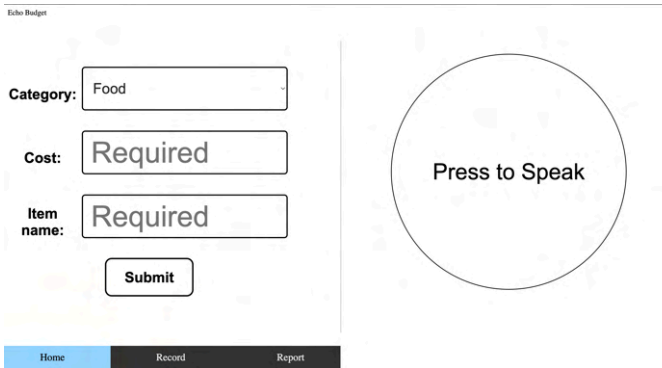 Echo Budget
Category:
Food
Cost:
Required
Item
name:
Required
Submit
Press to Speak
Home
Record
Report